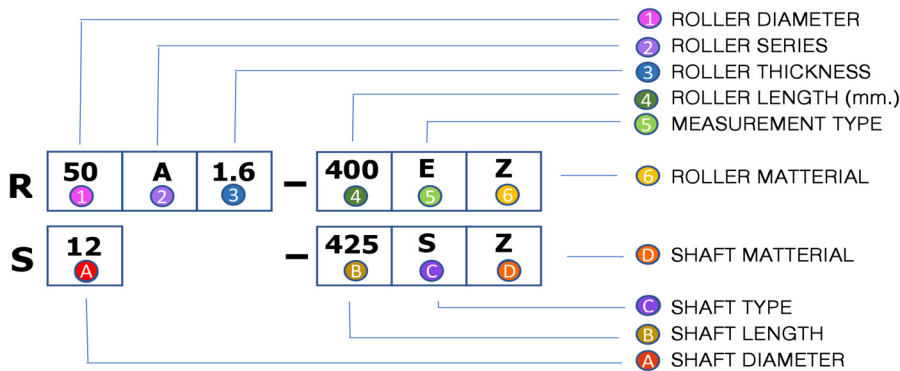 1 ROLLER DIAMETER
2 ROLLER SERIES
3 ROLLER THICKNESS
4 ROLLER LENGTH (mm.)
5 MEASUREMENT TYPE
R 50 A 1.6 – 400 E Z
1 2 3 4 5 6
6 ROLLER MATTERIAL
S 12 – 425 S Z
A B C D
D SHAFT MATTERIAL
C SHAFT TYPE
B SHAFT LENGTH
A SHAFT DIAMETER